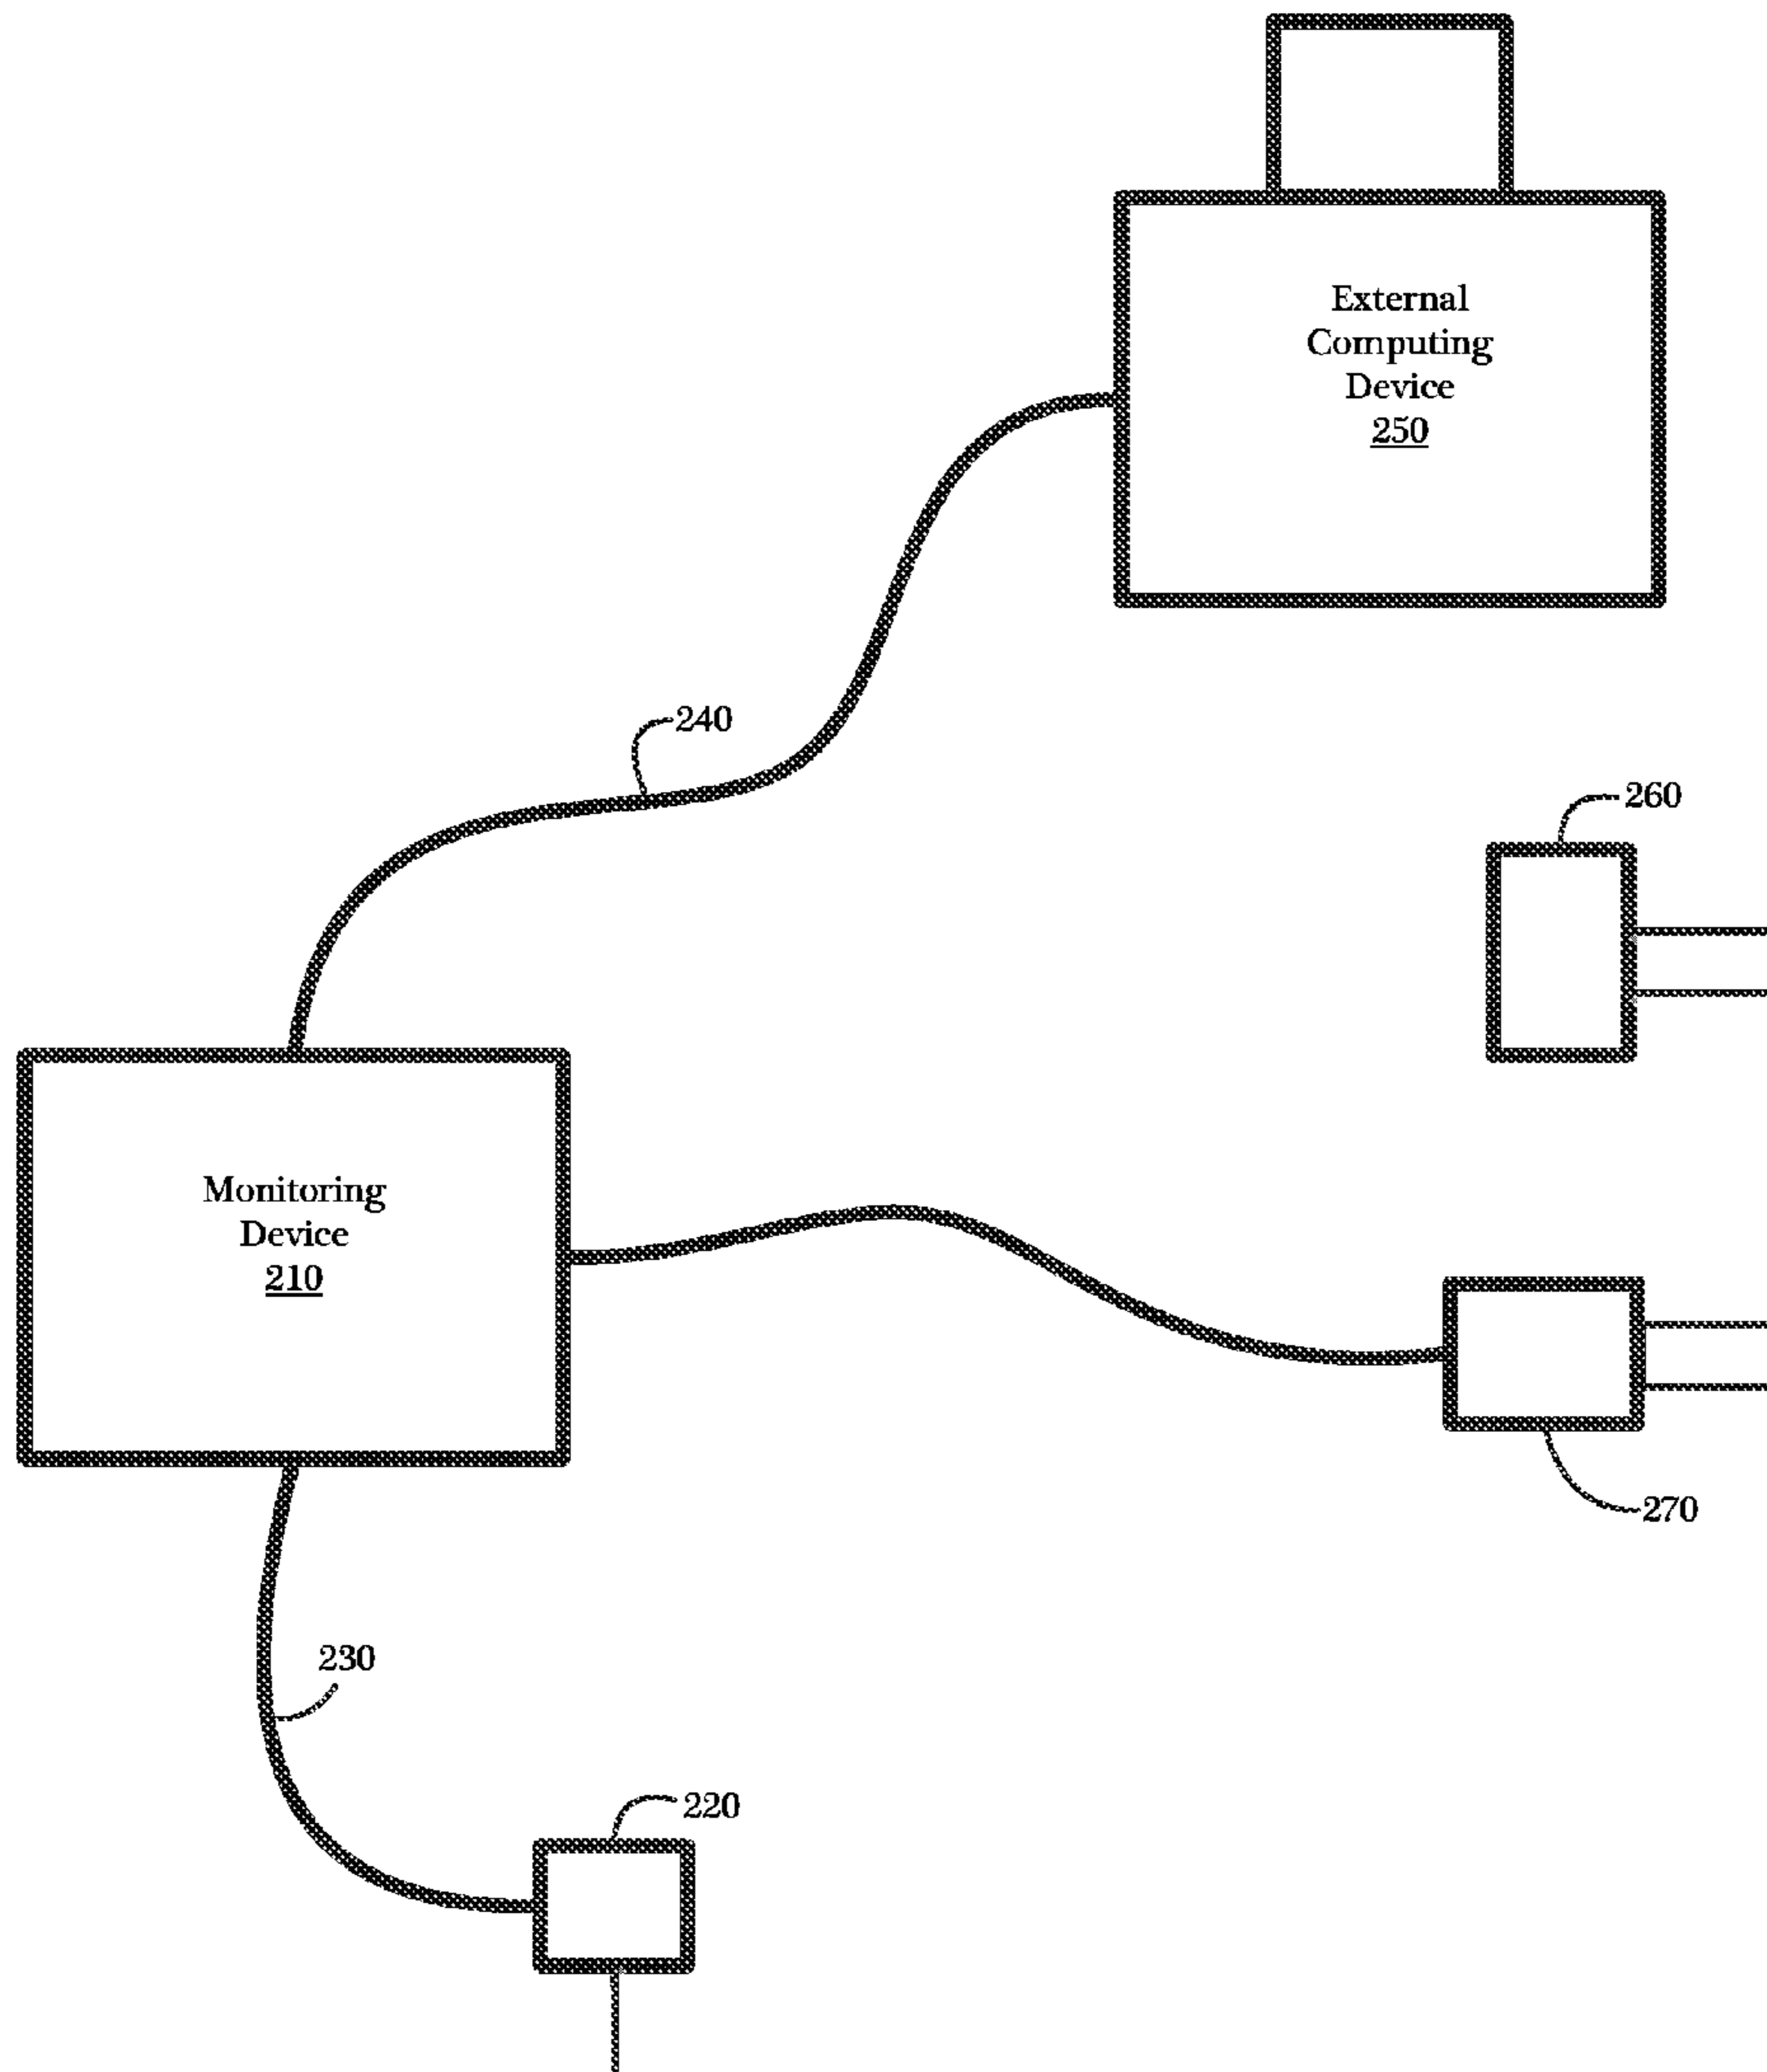 External
Computing
Device
250
240
260
Monitoring
Device
210
270
230
220